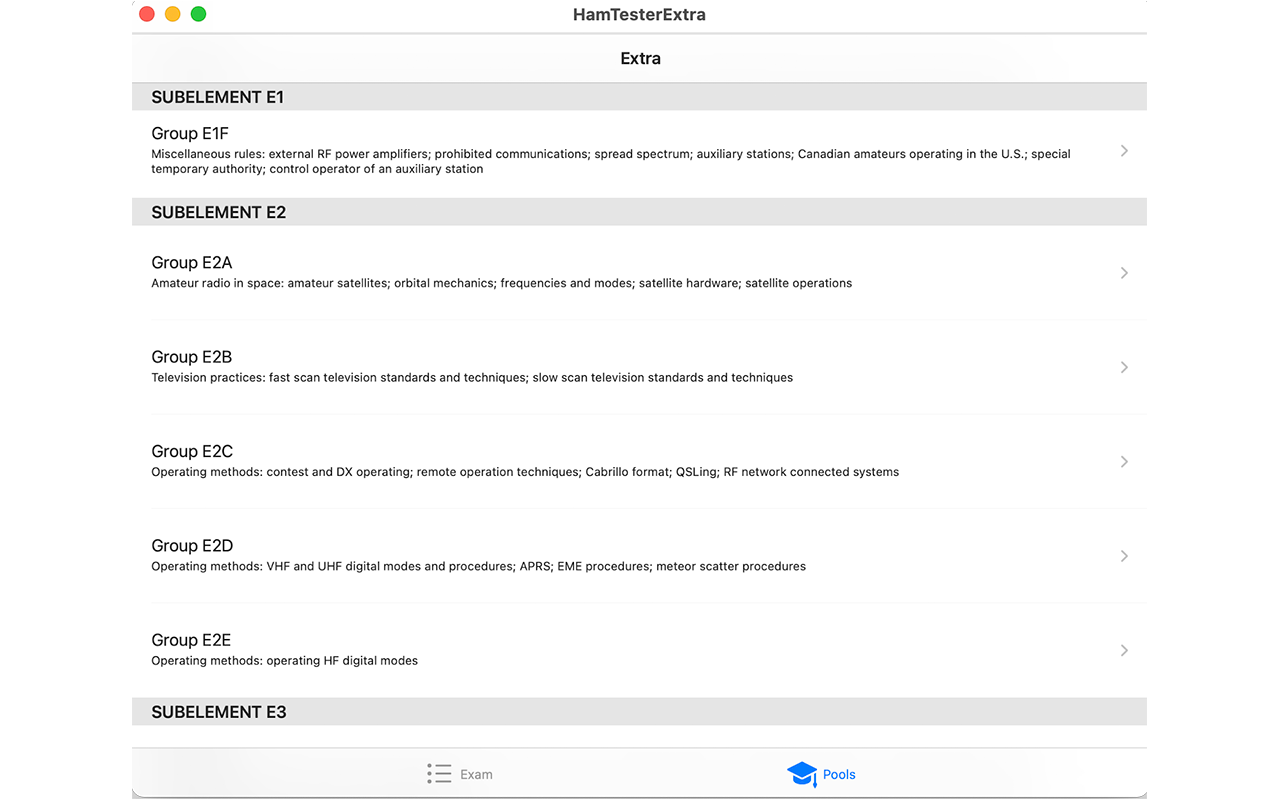 HamTesterExtra
Extra
SUBELEMENT E1
Group E1F
Miscellaneous rules: external RF power amplifiers; prohibited communications; spread spectrum; auxiliary stations; Canadian amateurs operating in the U.S.; special
temporary authority; control operator of an auxiliary station
SUBELEMENT E2
Group E2A
Amateur radio in space: amateur satellites; orbital mechanics; frequencies and modes; satellite hardware; satellite operations
Group E2B
Television practices: fast scan television standards and techniques; slow scan television standards and techniques
Group E2C
Operating methods: contest and DX operating; remote operation techniques; Cabrillo format; QSLing; RF network connected systems
Group E2D
Operating methods: VHF and UHF digital modes and procedures; APRS; EME procedures; meteor scatter procedures
Group E2E
Operating methods: operating HF digital modes
SUBELEMENT E3
Exam
Pools